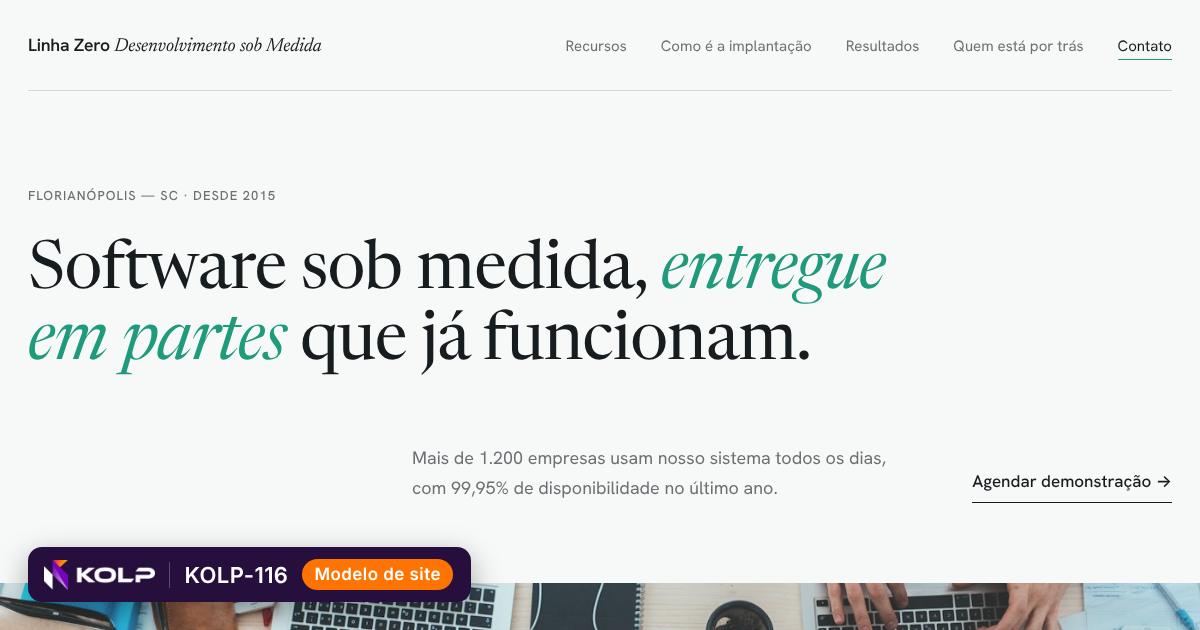 Linha Zero Desenvolvimento sob Medida
Recursos
Como é a implantação
Resultados
Quem está por trás
Contato
FLORIANÓPOLIS — SC · DESDE 2015
Software sob medida, entregue
em partes que já funcionam.
Mais de 1.200 empresas usam nosso sistema todos os dias,
com 99,95% de disponibilidade no último ano.
Agendar demonstração →
KOLP
KOLP-116
Modelo de site